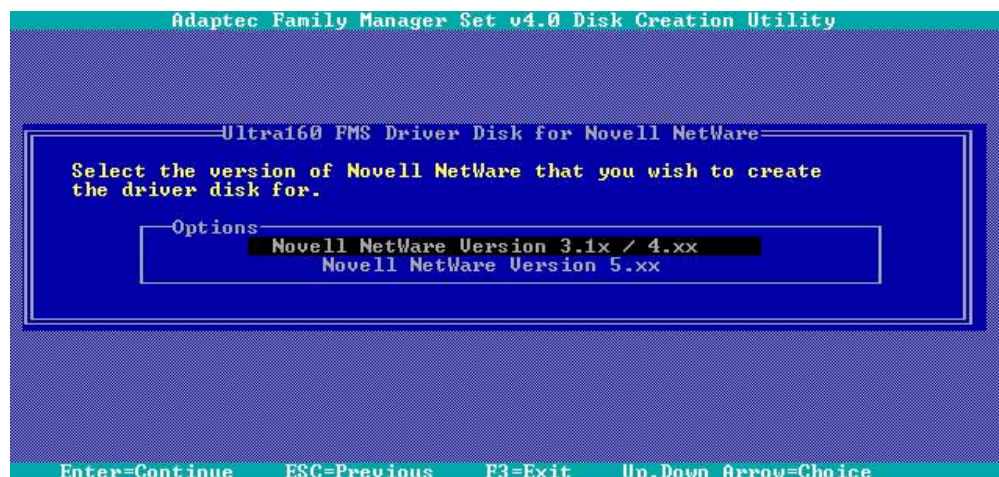 Adaptec Family Manager Set v4.0 Disk Creation Utility
Ultra160 FMS Driver Disk for Novell NetWare
Select the version of Novell NetWare that you wish to create
the driver disk for.
Options
Novell NetWare Version 3.1x / 4.xx
Novell NetWare Version 5.xx
Enter=Continue ESC=Previous F3=Exit Up,Down Arrow=Choice